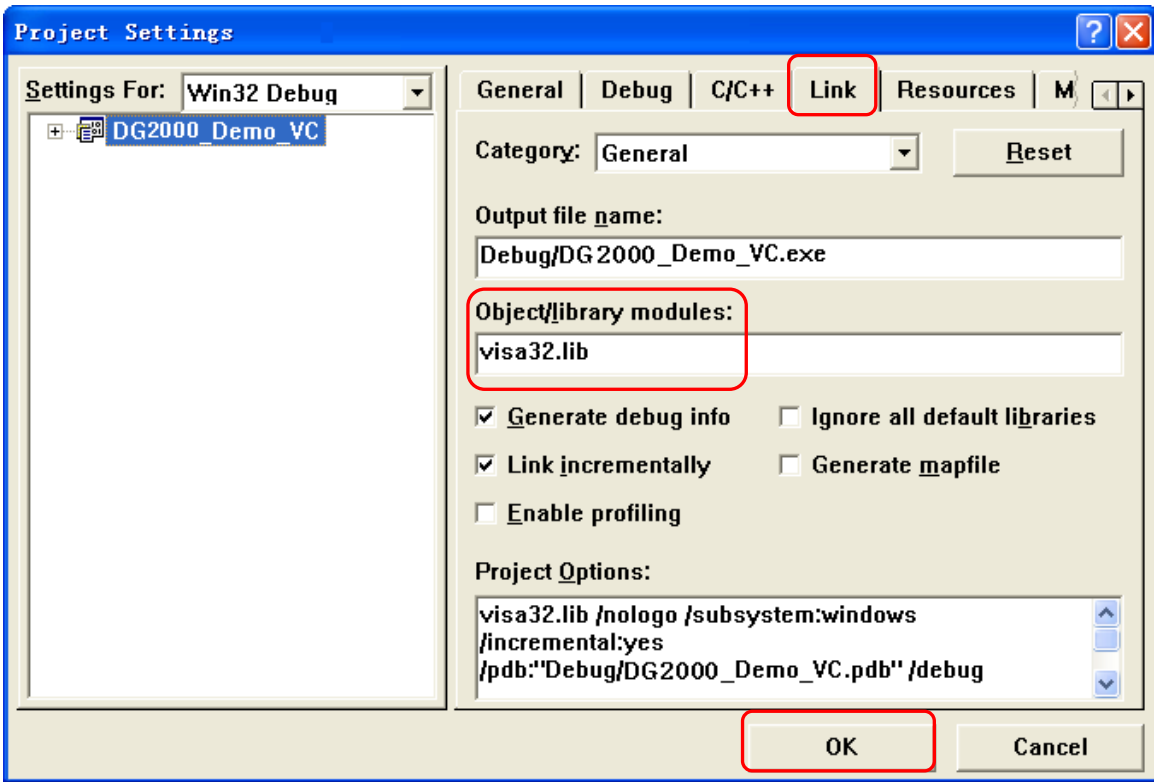 Project Settings
Settings For: Win32 Debug
DG2000_Demo_VC
General Debug C/C++ Link Resources M
Category: General Reset
Output file name:
Debug/DG2000_Demo_VC.exe
Object/library modules:
visa32.lib
Generate debug info Ignore all default libraries
Link incrementally Generate mapfile
Enable profiling
Project Options:
visa32.lib /nologo /subsystem:windows
/incremental:yes
/pdb:"Debug/DG2000_Demo_VC.pdb" /debug
OK Cancel